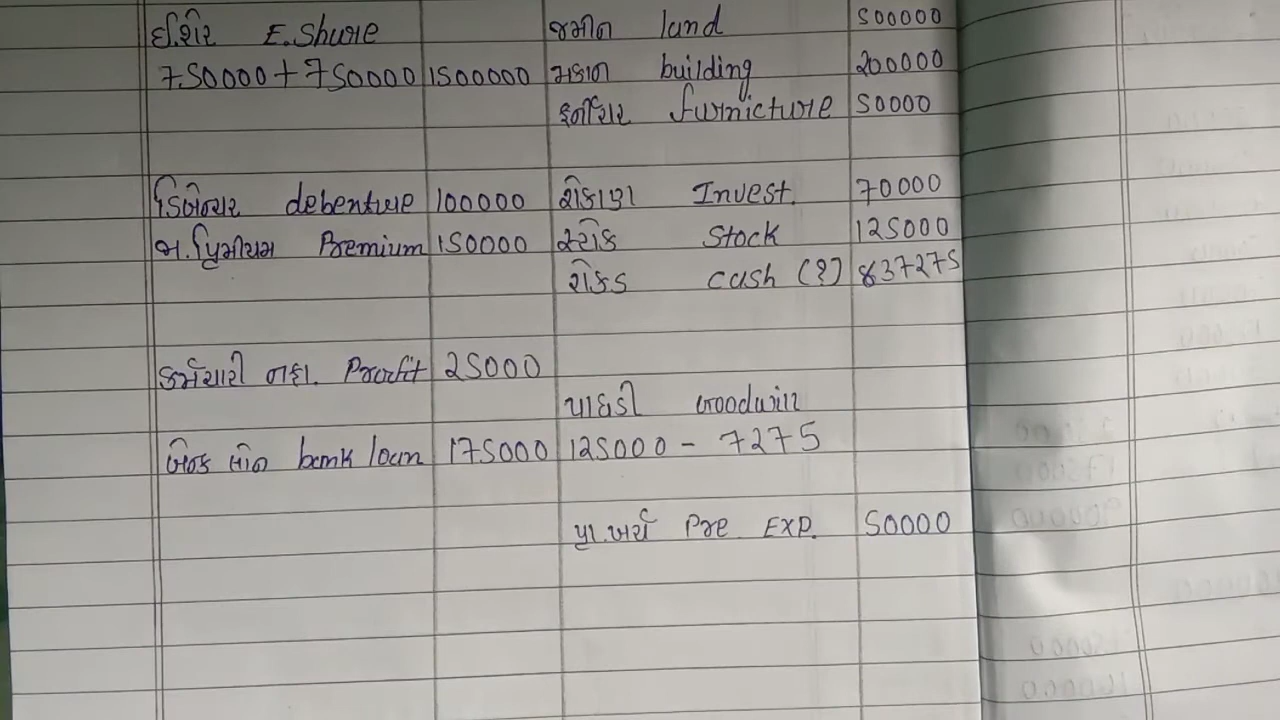 ઈ.શેર E. Share જમીન land 500000
750000 + 750000 1500000 મકાન building 200000
ફર્નિચર furnicture 50000
ડિબેન્ચર debenture 100000 રોકાણ Invest. 70000
જા. પ્રિમીયમ Premium 150000 સ્ટોક Stock 125000
રોકડ cash (?) 837275
કર્મચારી નફા. Profit 25000
પાઘડી Goodwill
બેંક લોન bank loan 175000 125000 - 7275
પ્રા. ખર્ચા Pre. EXP. 50000